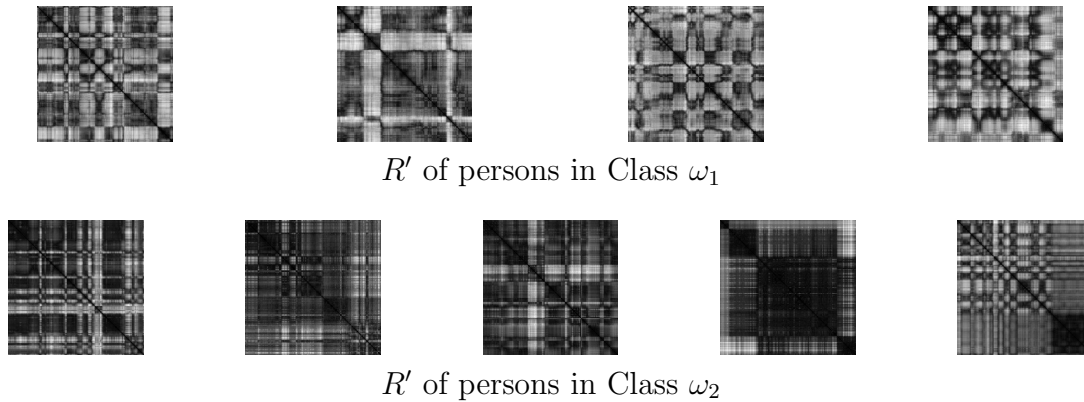 R′ of persons in Class ω₁
R′ of persons in Class ω₂